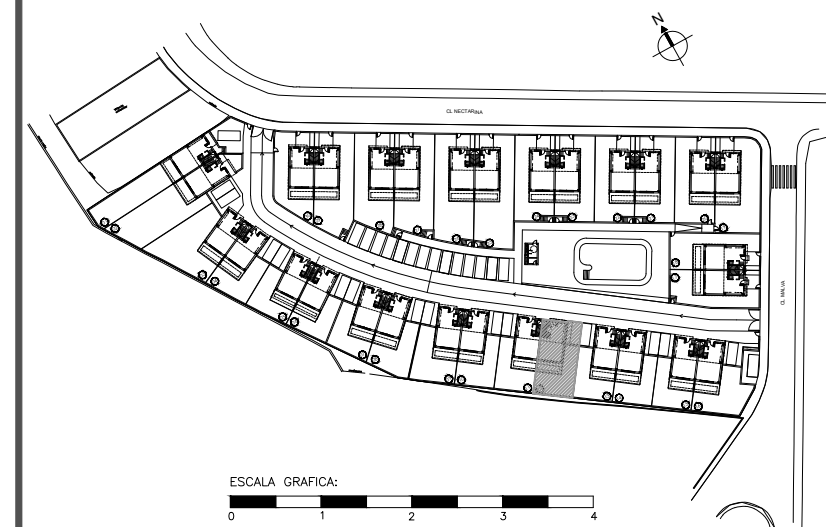 N
CL NECTARINA
CL MALVA
ESCALA GRAFICA:
0 1 2 3 4